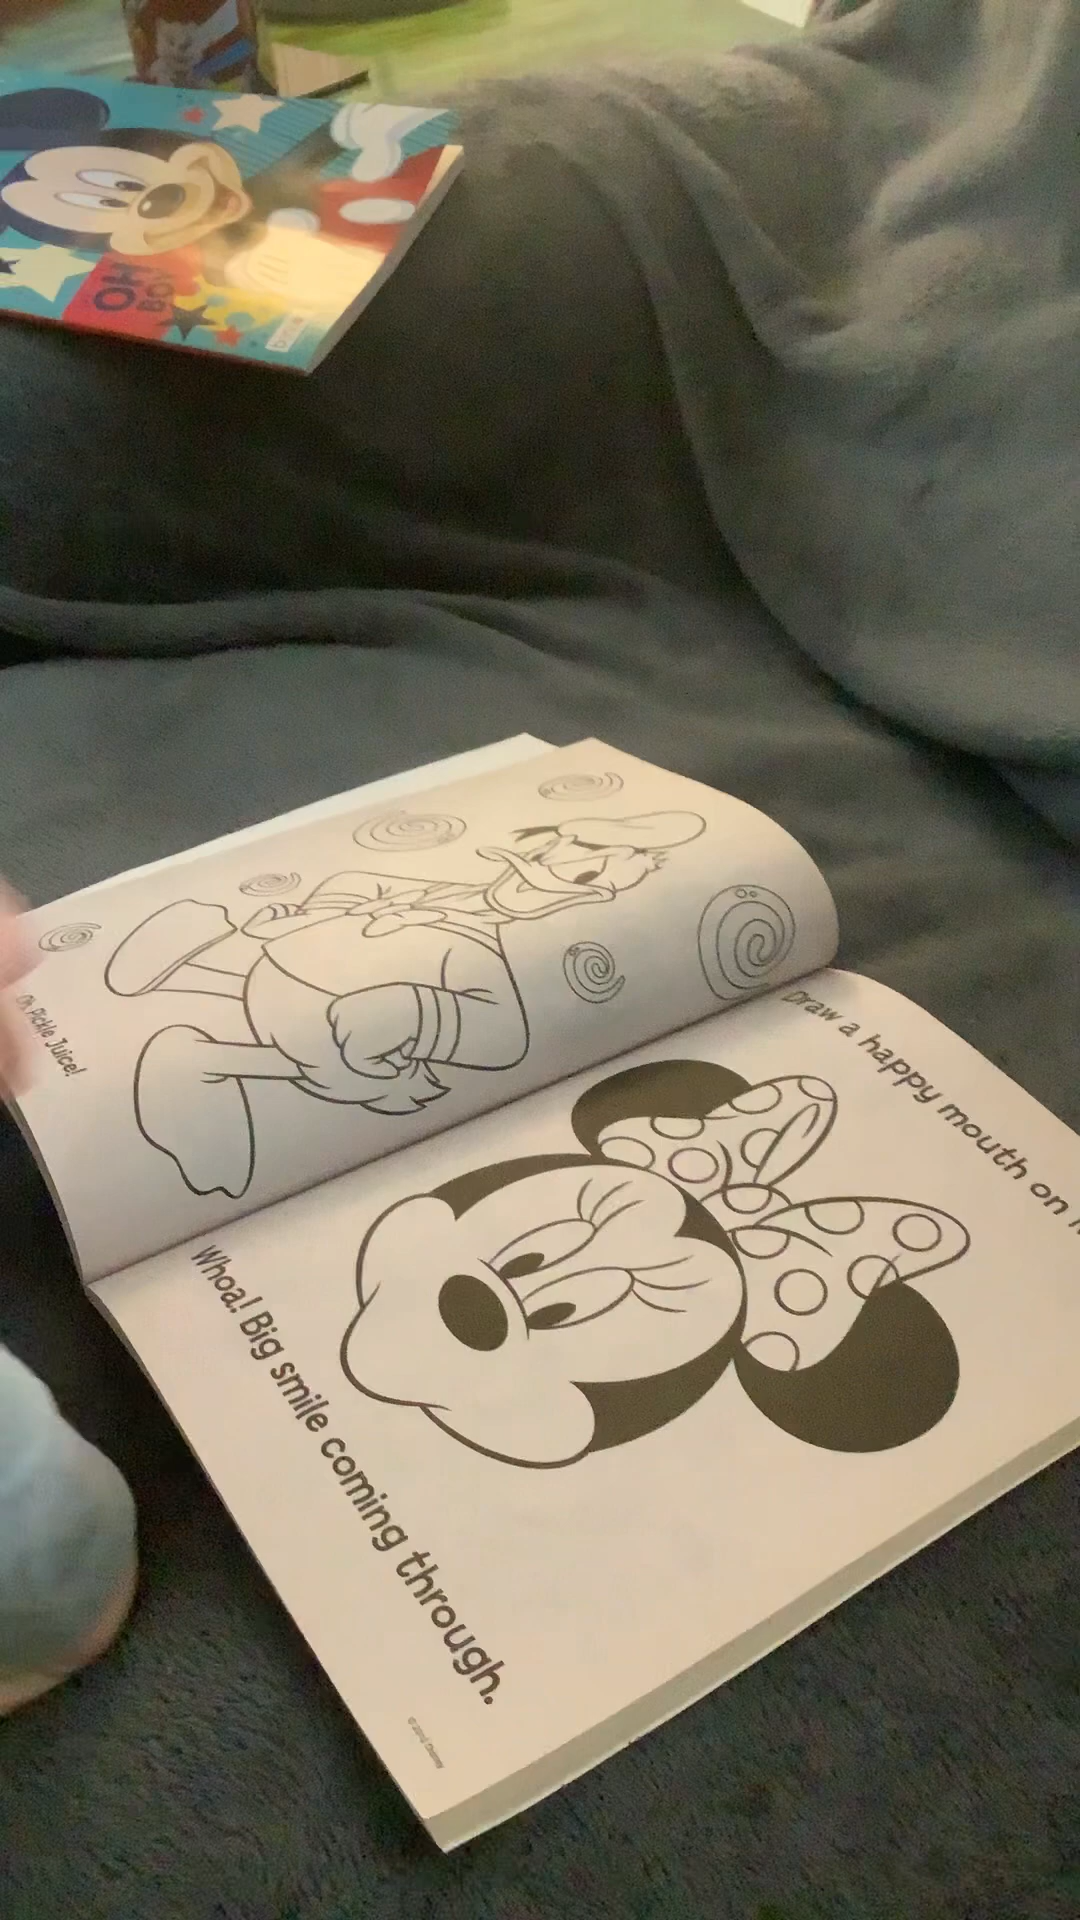 OH
BOY
Oh, Pickle Juice!
Draw a happy mouth on
Whoa! Big smile coming through.